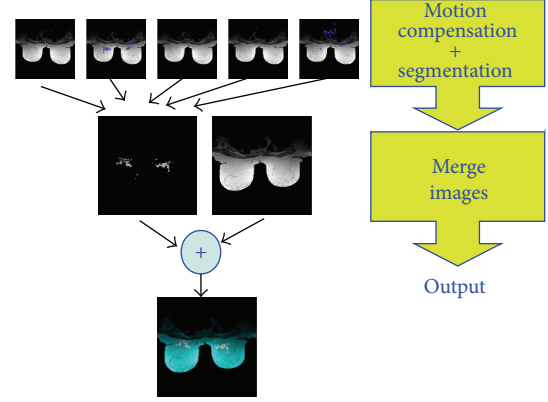 Motion
compensation
+
segmentation
Merge
images
+
Output